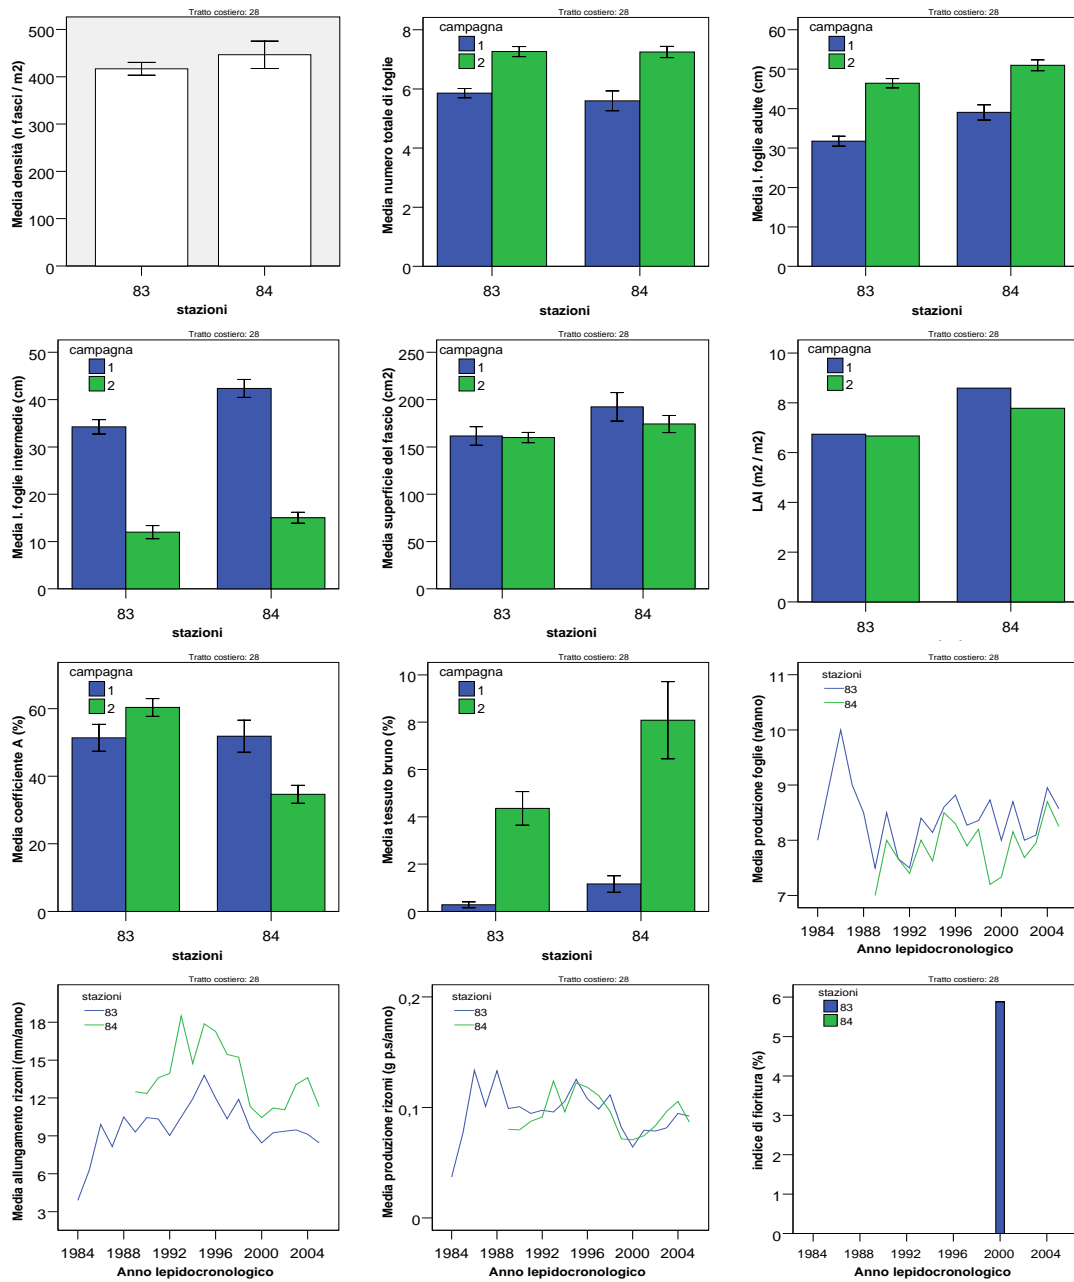 Tratto costiero: 28
Media densità (n fasci / m2)
500
400
300
200
100
0
83
84
stazioni
Tratto costiero: 28
campagna
1
2
Media numero totale di foglie
8
6
4
2
0
83
84
stazioni
Tratto costiero: 28
campagna
1
2
Media l. foglie adulte (cm)
60
50
40
30
20
10
0
83
84
stazioni
Tratto costiero: 28
campagna
1
2
Media l. foglie intermedie (cm)
50
40
30
20
10
0
83
84
stazioni
Tratto costiero: 28
campagna
1
2
Media superficie del fascio (cm2)
250
200
150
100
50
0
83
84
stazioni
Tratto costiero: 28
campagna
1
2
LAI (m2 / m2)
10
8
6
4
2
0
83
84
Tratto costiero: 28
campagna
1
2
Media coefficiente A (%)
60
40
20
0
83
84
stazioni
Tratto costiero: 28
campagna
1
2
Media tessuto bruno (%)
10
8
6
4
2
0
83
84
stazioni
Tratto costiero: 28
stazioni
83
84
Media produzione foglie (n/anno)
11
10
9
8
7
1984 1988 1992 1996 2000 2004
Anno lepidocronologico
Tratto costiero: 28
stazioni
83
84
Media allungamento rizomi (mm/anno)
18
15
12
9
6
3
1984 1988 1992 1996 2000 2004
Anno lepidocronologico
Tratto costiero: 28
stazioni
83
84
Media produzione rizomi (g p.s/anno)
0,2
0,1
0
1984 1988 1992 1996 2000 2004
Anno lepidocronologico
Tratto costiero: 28
stazioni
83
84
indice di fioritura (%)
6
5
4
3
2
1
0
1984 1988 1992 1996 2000 2004
Anno lepidocronologico